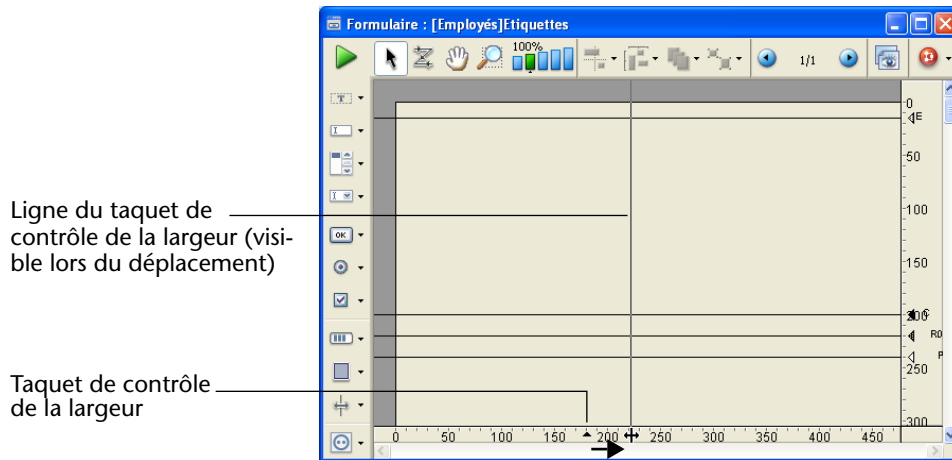 Formulaire : [Employés]Etiquettes
100%
1/1
T
I
I
OK
Ligne du taquet de
contrôle de la largeur (visi-
ble lors du déplacement)
Taquet de contrôle
de la largeur
0
E
50
100
150
200
C
R0
P
250
300
0 50 100 150 200 250 300 350 400 450